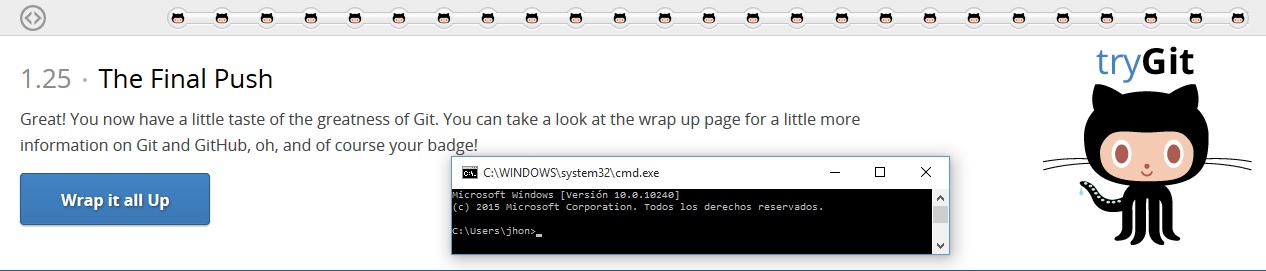 tryGit
1.25 · The Final Push
Great! You now have a little taste of the greatness of Git. You can take a look at the wrap up page for a little more
information on Git and GitHub, oh, and of course your badge!
Wrap it all Up
C:\WINDOWS\system32\cmd.exe
Microsoft Windows [Versión 10.0.10240]
(c) 2015 Microsoft Corporation. Todos los derechos reservados.
C:\Users\jhon>_